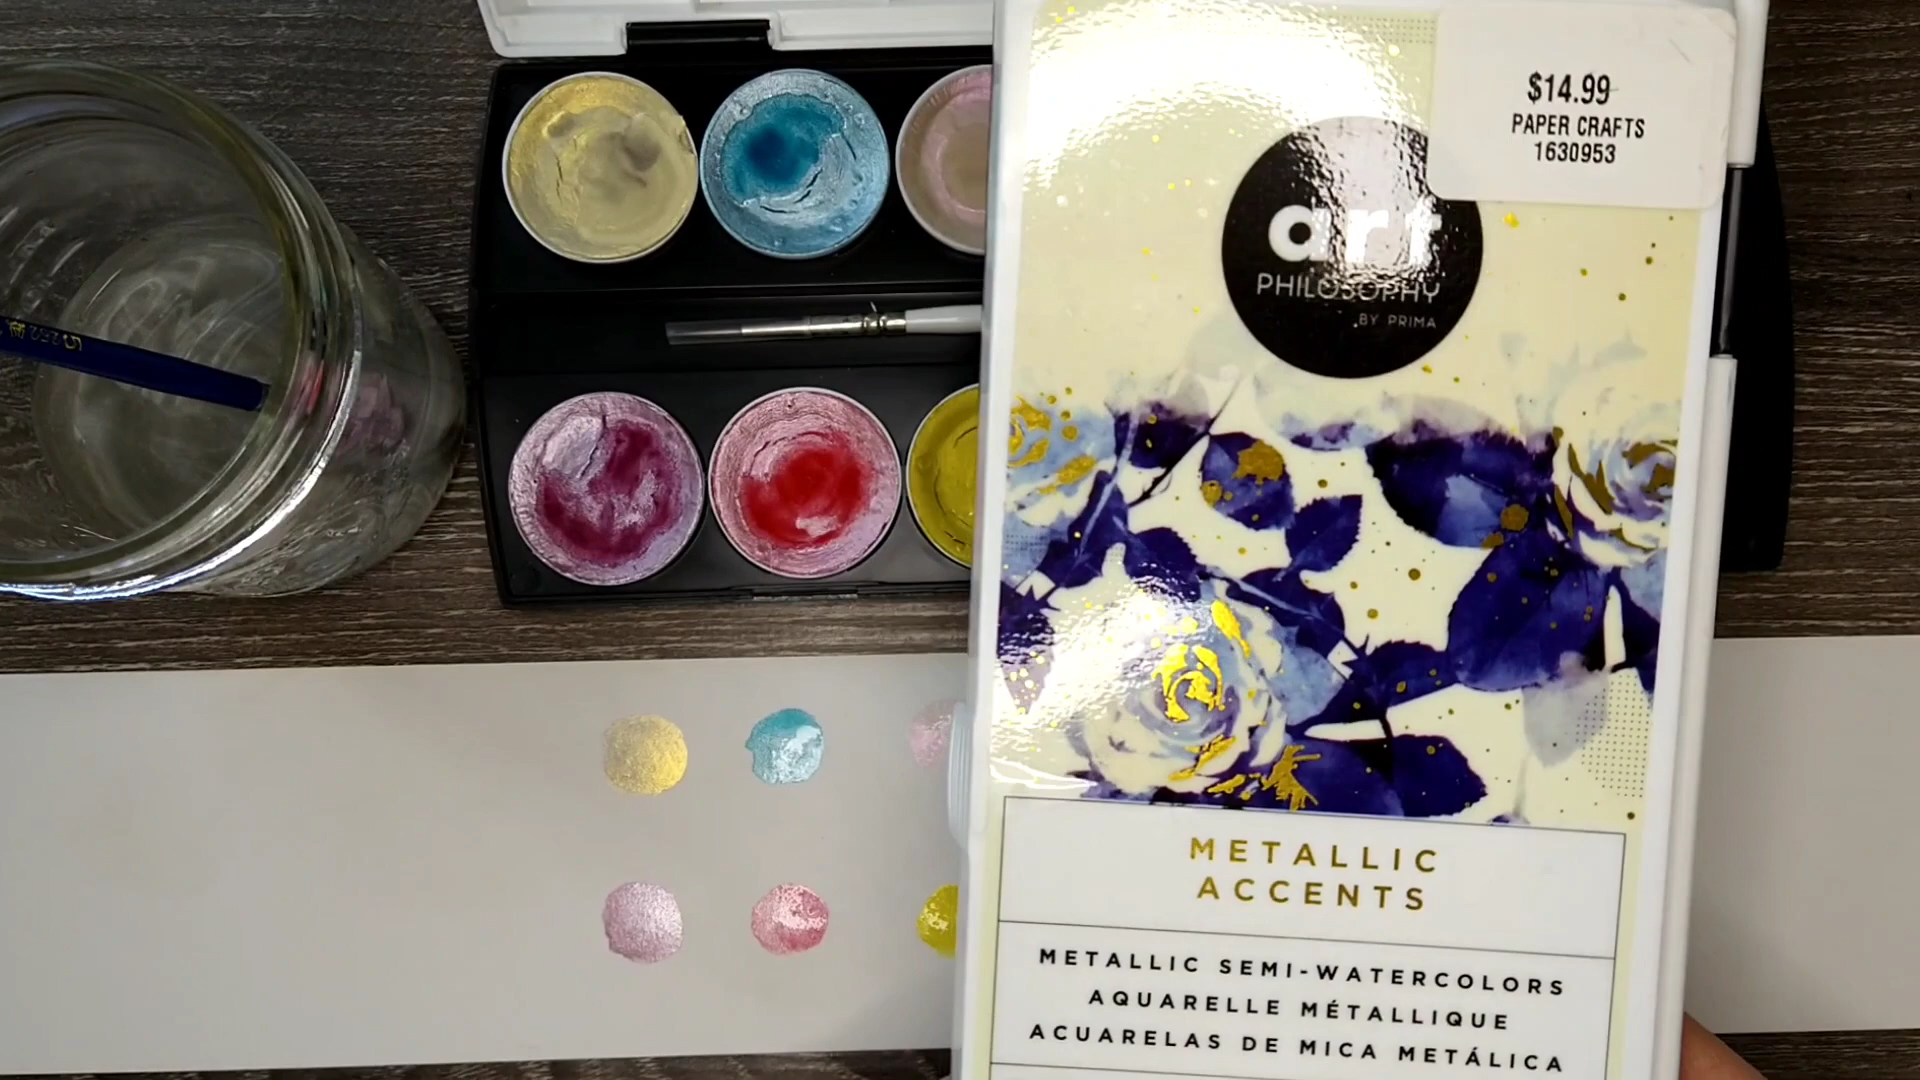 $14.99
PAPER CRAFTS
1630953
art
PHILOSOPHY
BY PRIMA
METALLIC
ACCENTS
METALLIC SEMI-WATERCOLORS
AQUARELLE MÉTALLIQUE
ACUARELAS DE MICA METÁLICA